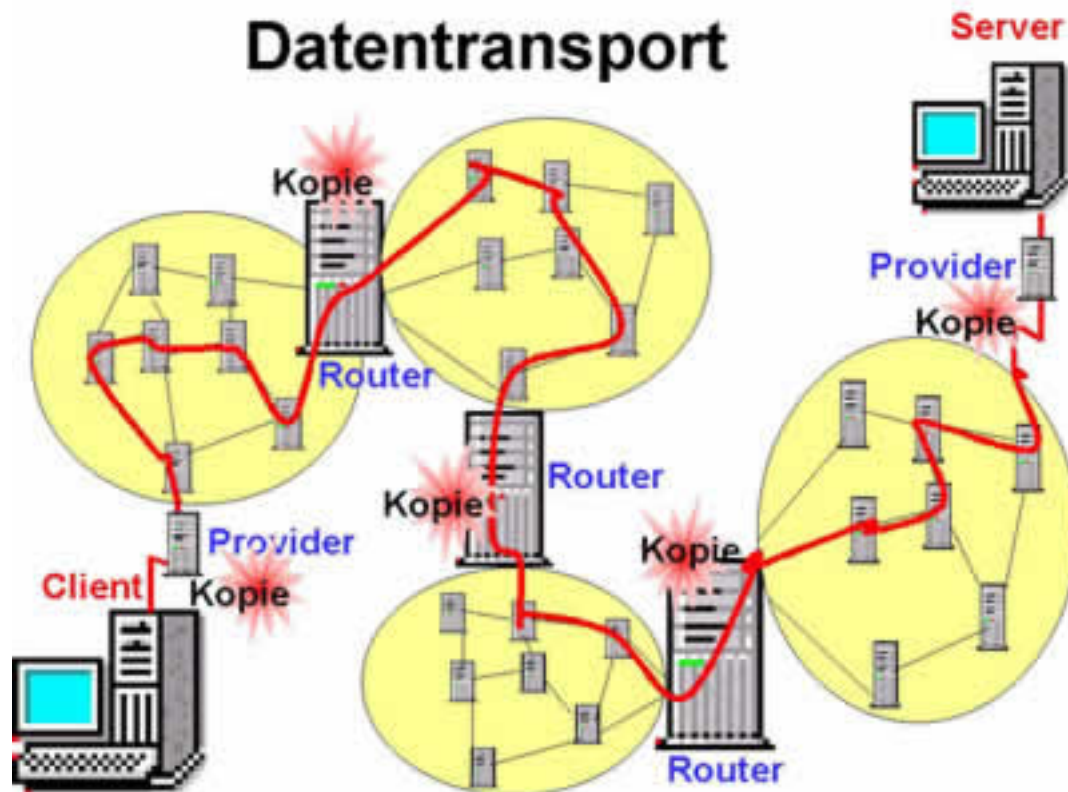 Datentransport
Server
Kopie
Provider
Kopie
Router
Router
Kopie
Provider
Kopie
Client
Kopie
Router